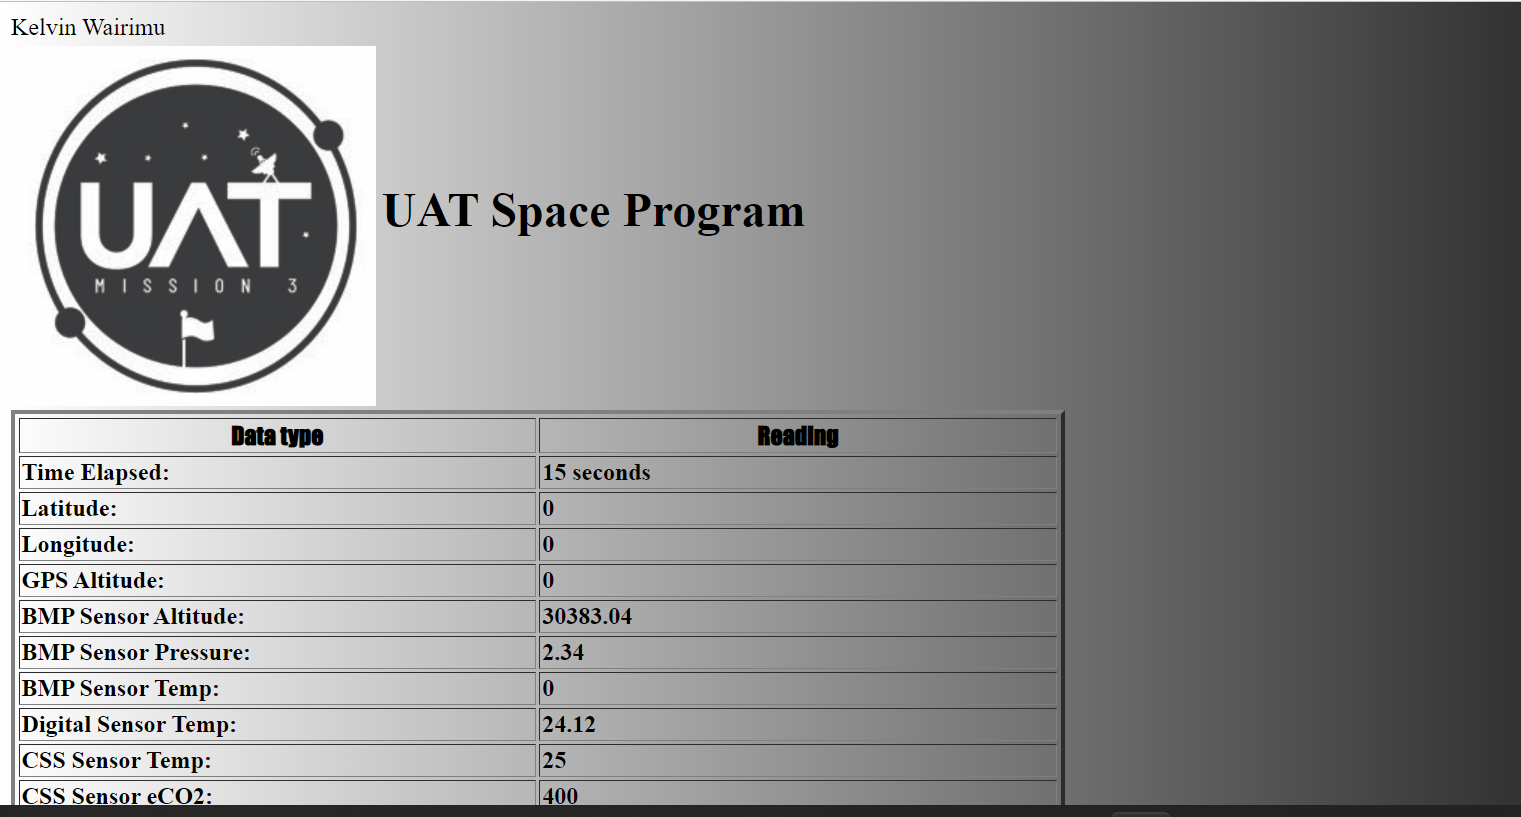 Kelvin Wairimu
UAT
MISSION 3
UAT Space Program
Data type Reading
Time Elapsed: 15 seconds
Latitude: 0
Longitude: 0
GPS Altitude: 0
BMP Sensor Altitude: 30383.04
BMP Sensor Pressure: 2.34
BMP Sensor Temp: 0
Digital Sensor Temp: 24.12
CSS Sensor Temp: 25
CSS Sensor eCO2: 400